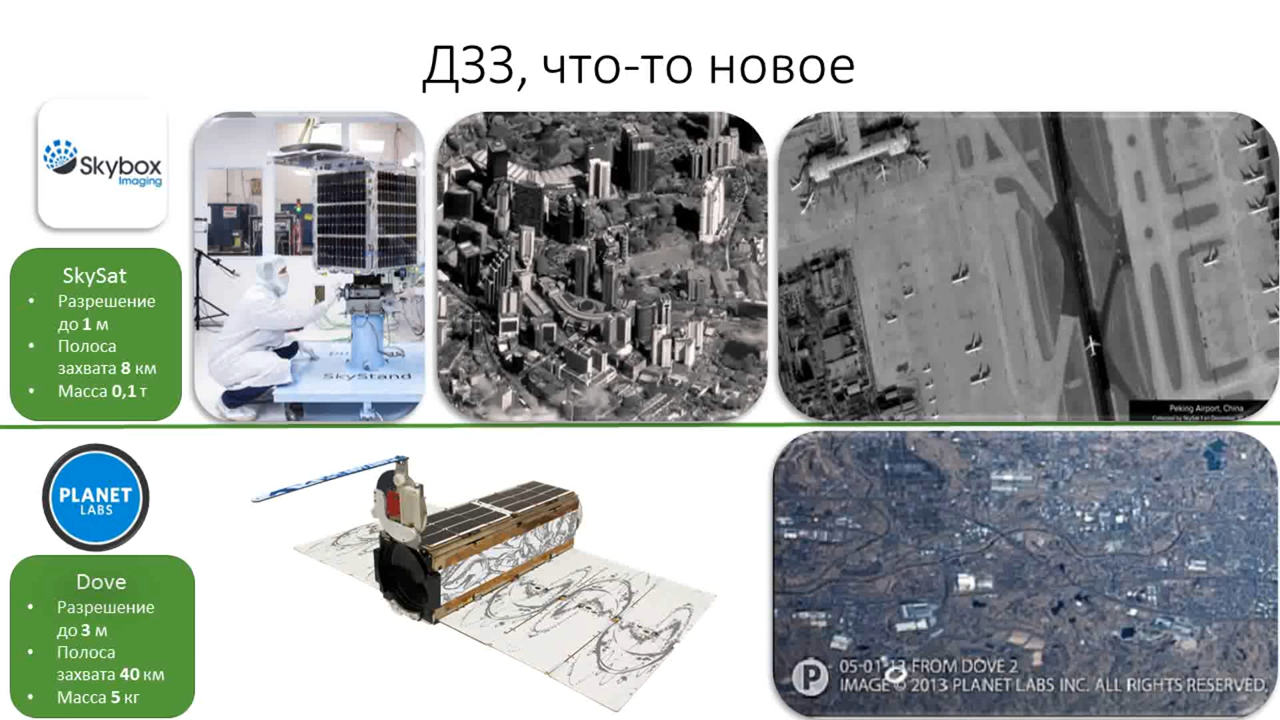 ДЗЗ, что-то новое
Skybox
Imaging
SkySat
• Разрешение
до 1 м
• Полоса
захвата 8 км
• Масса 0,1 т
SkyStand
Peking Airport, China
PLANET
LABS
Dove
• Разрешение
до 3 м
• Полоса
захвата 40 км
• Масса 5 кг
P
05-01-13 FROM DOVE 2
IMAGE © 2013 PLANET LABS INC. ALL RIGHTS RESERVED,